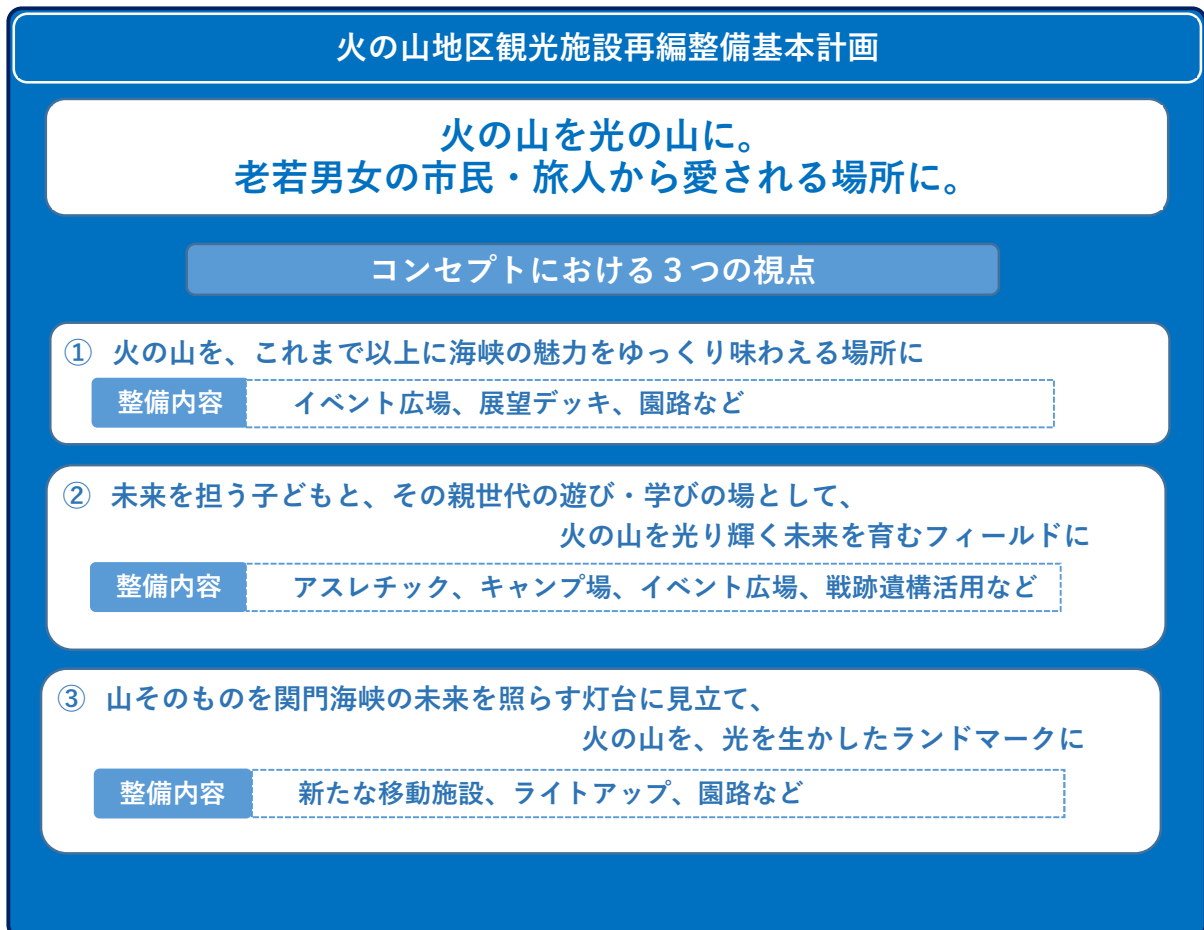 火の山地区観光施設再編整備基本計画
火の山を光の山に。
老若男女の市民・旅人から愛される場所に。
コンセプトにおける３つの視点
① 火の山を、これまで以上に海峡の魅力をゆっくり味わえる場所に
整備内容 イベント広場、展望デッキ、園路など
② 未来を担う子どもと、その親世代の遊び・学びの場として、
火の山を光り輝く未来を育むフィールドに
整備内容 アスレチック、キャンプ場、イベント広場、戦跡遺構活用など
③ 山そのものを関門海峡の未来を照らす灯台に見立て、
火の山を、光を生かしたランドマークに
整備内容 新たな移動施設、ライトアップ、園路など